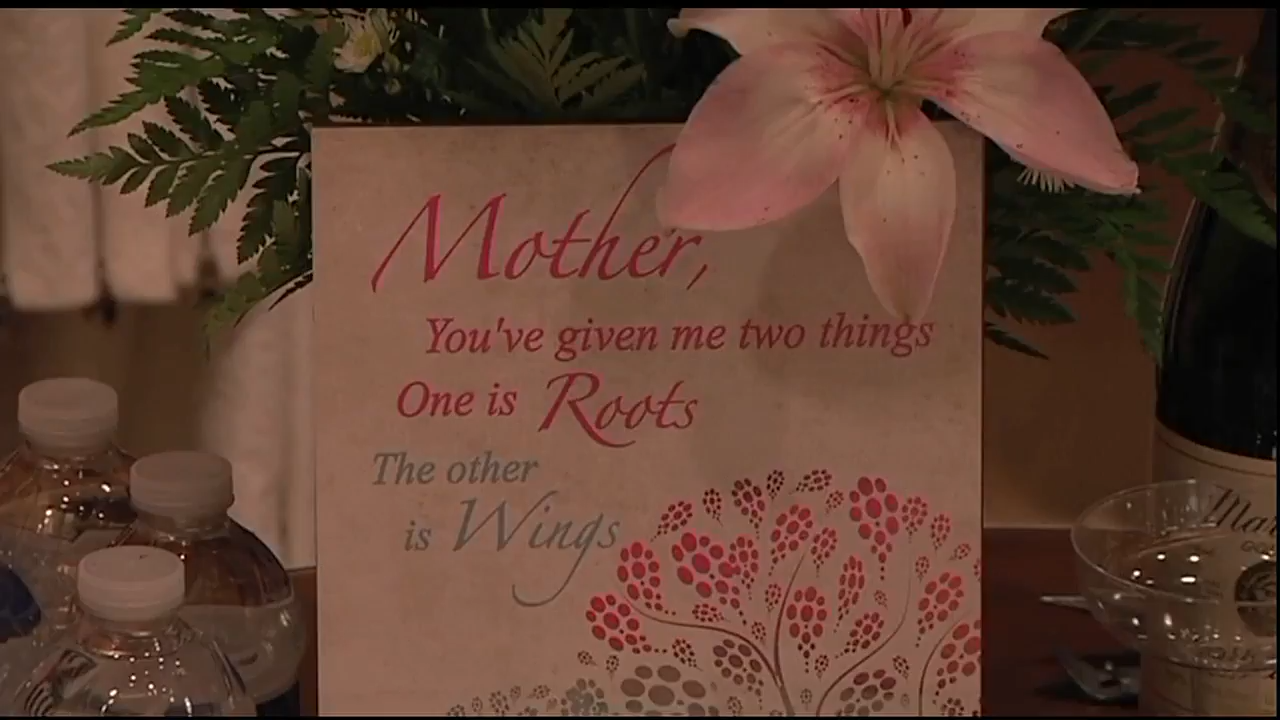 Mother,
You've given me two things
One is Roots
The other
is Wings